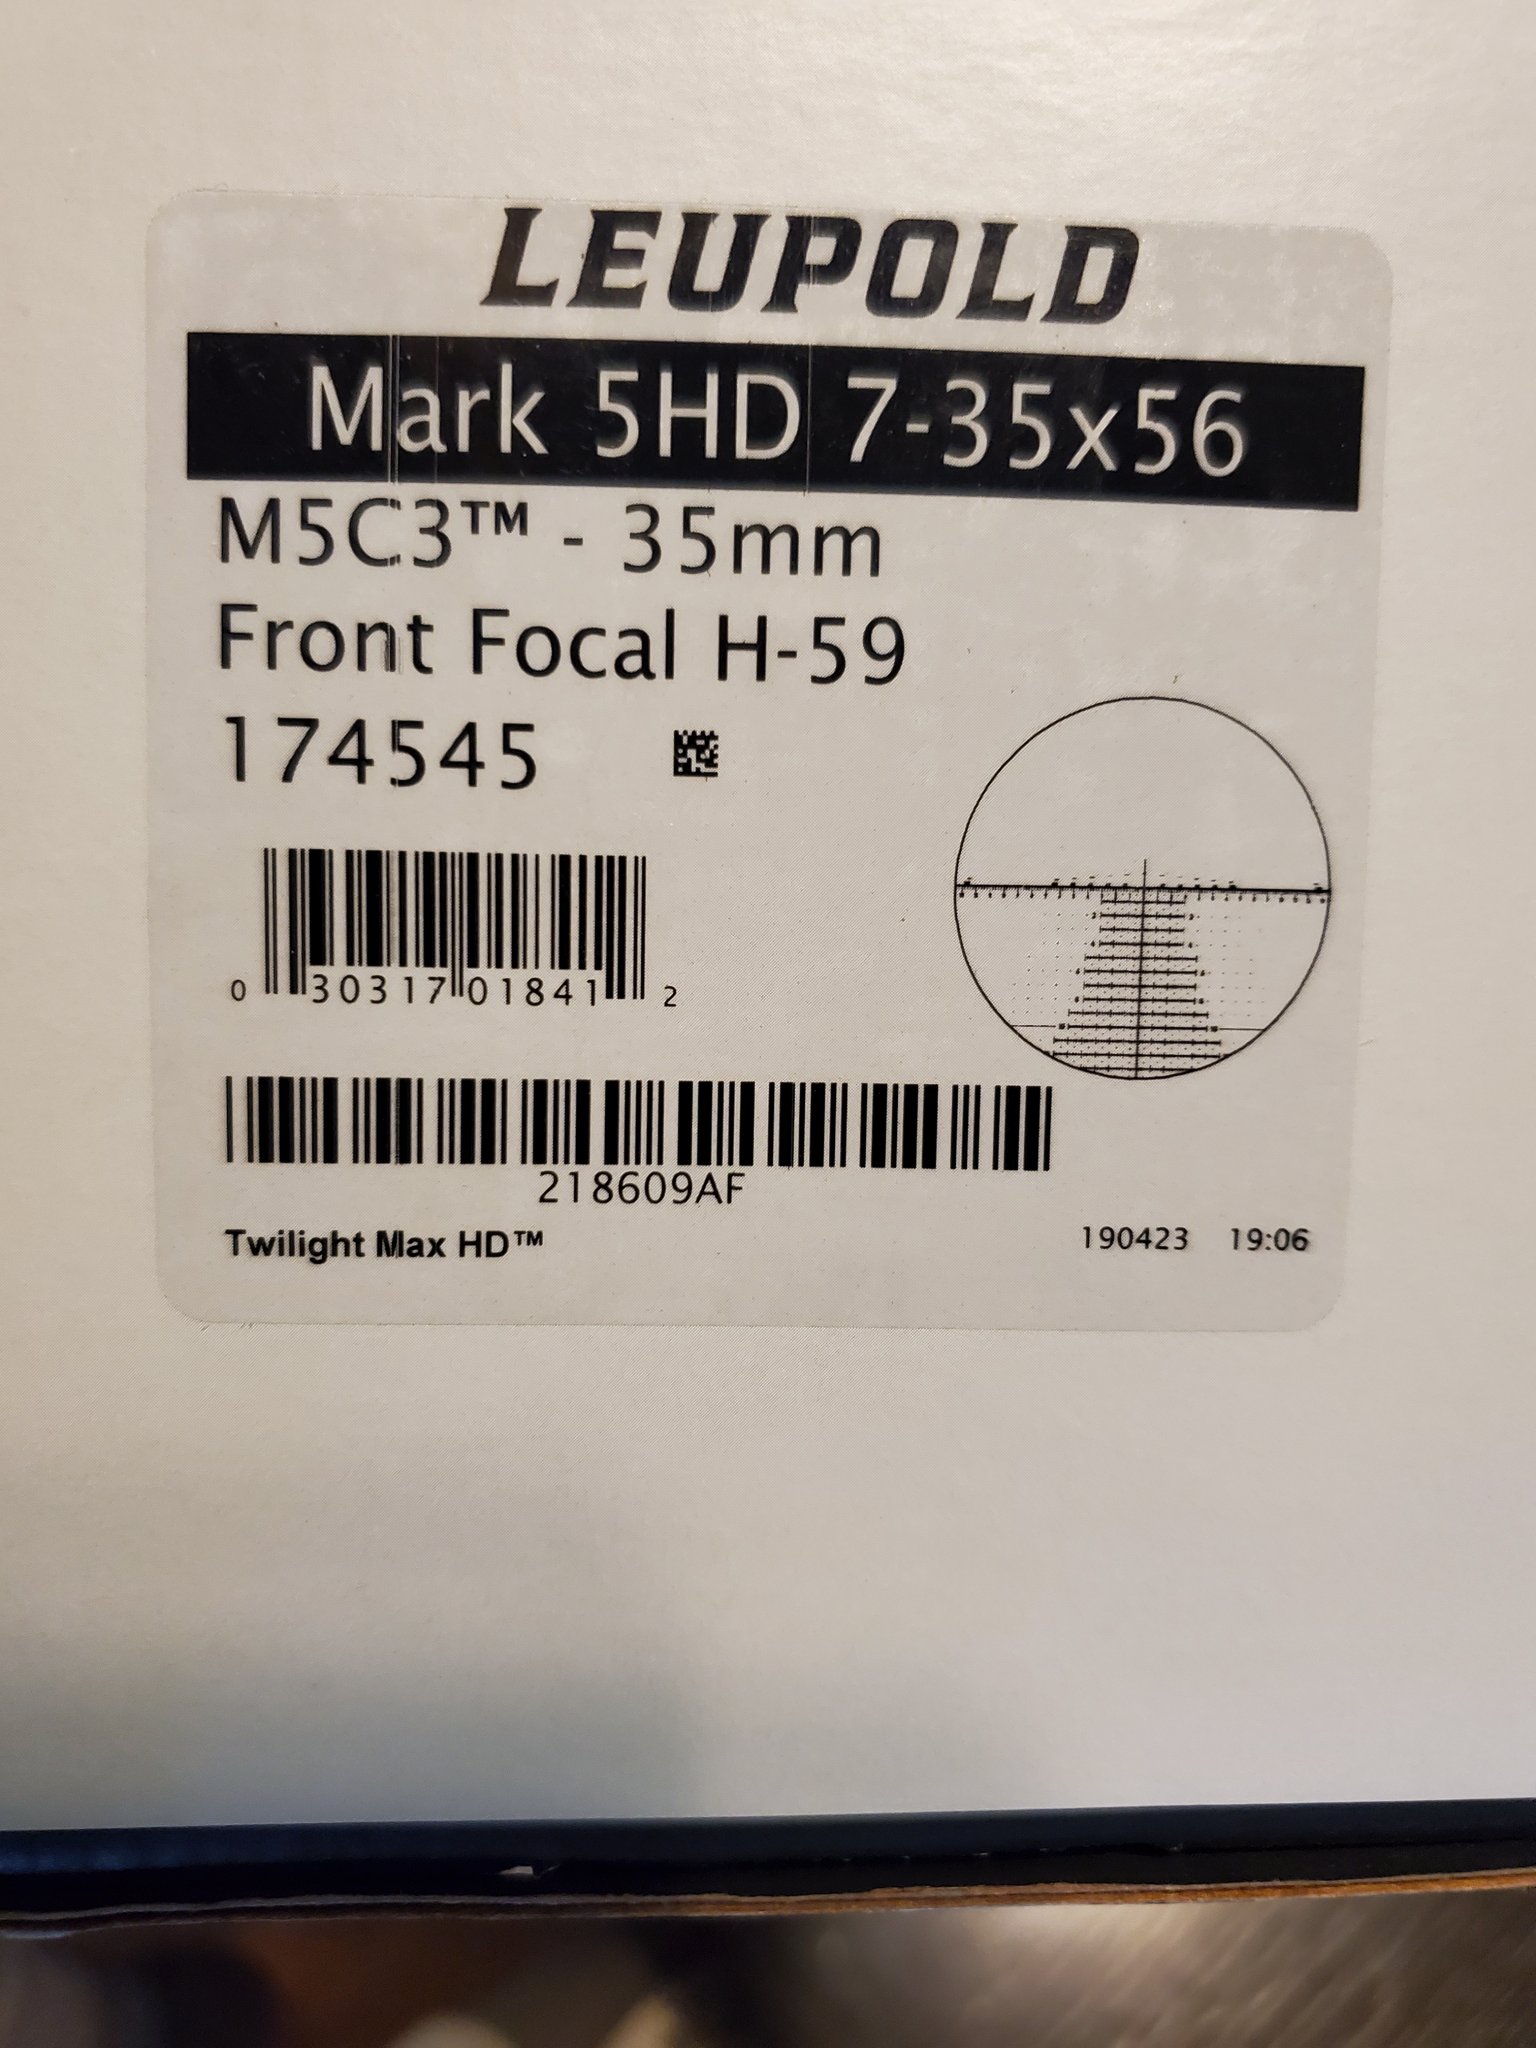 LEUPOLD
Mark 5HD 7-35x56
M5C3™ - 35mm
Front Focal H-59
174545
0 30317 01841 2
218609AF
Twilight Max HD™ 190423 19:06